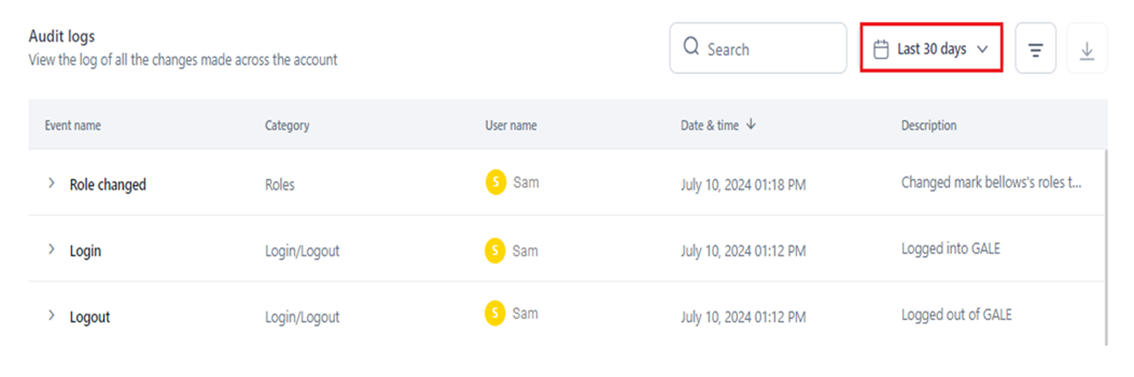 Audit logs
View the log of all the changes made across the account
Search
Last 30 days
Event name Category User name Date & time Description
Role changed Roles S Sam July 10, 2024 01:18 PM Changed mark bellows's roles t...
Login Login/Logout S Sam July 10, 2024 01:12 PM Logged into GALE
Logout Login/Logout S Sam July 10, 2024 01:12 PM Logged out of GALE